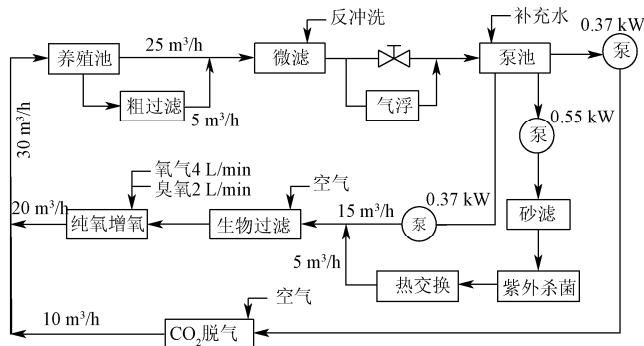 反冲洗
补充水
0.37 kW
养殖池
25 m³/h
微滤
泵池
泵
粗过滤
5 m³/h
气浮
0.55 kW
泵
30 m³/h
氧气4 L/min
臭氧2 L/min
空气
0.37 kW
20 m³/h
纯氧增氧
生物过滤
15 m³/h
泵
砂滤
5 m³/h
热交换
紫外杀菌
空气
10 m³/h
CO₂脱气